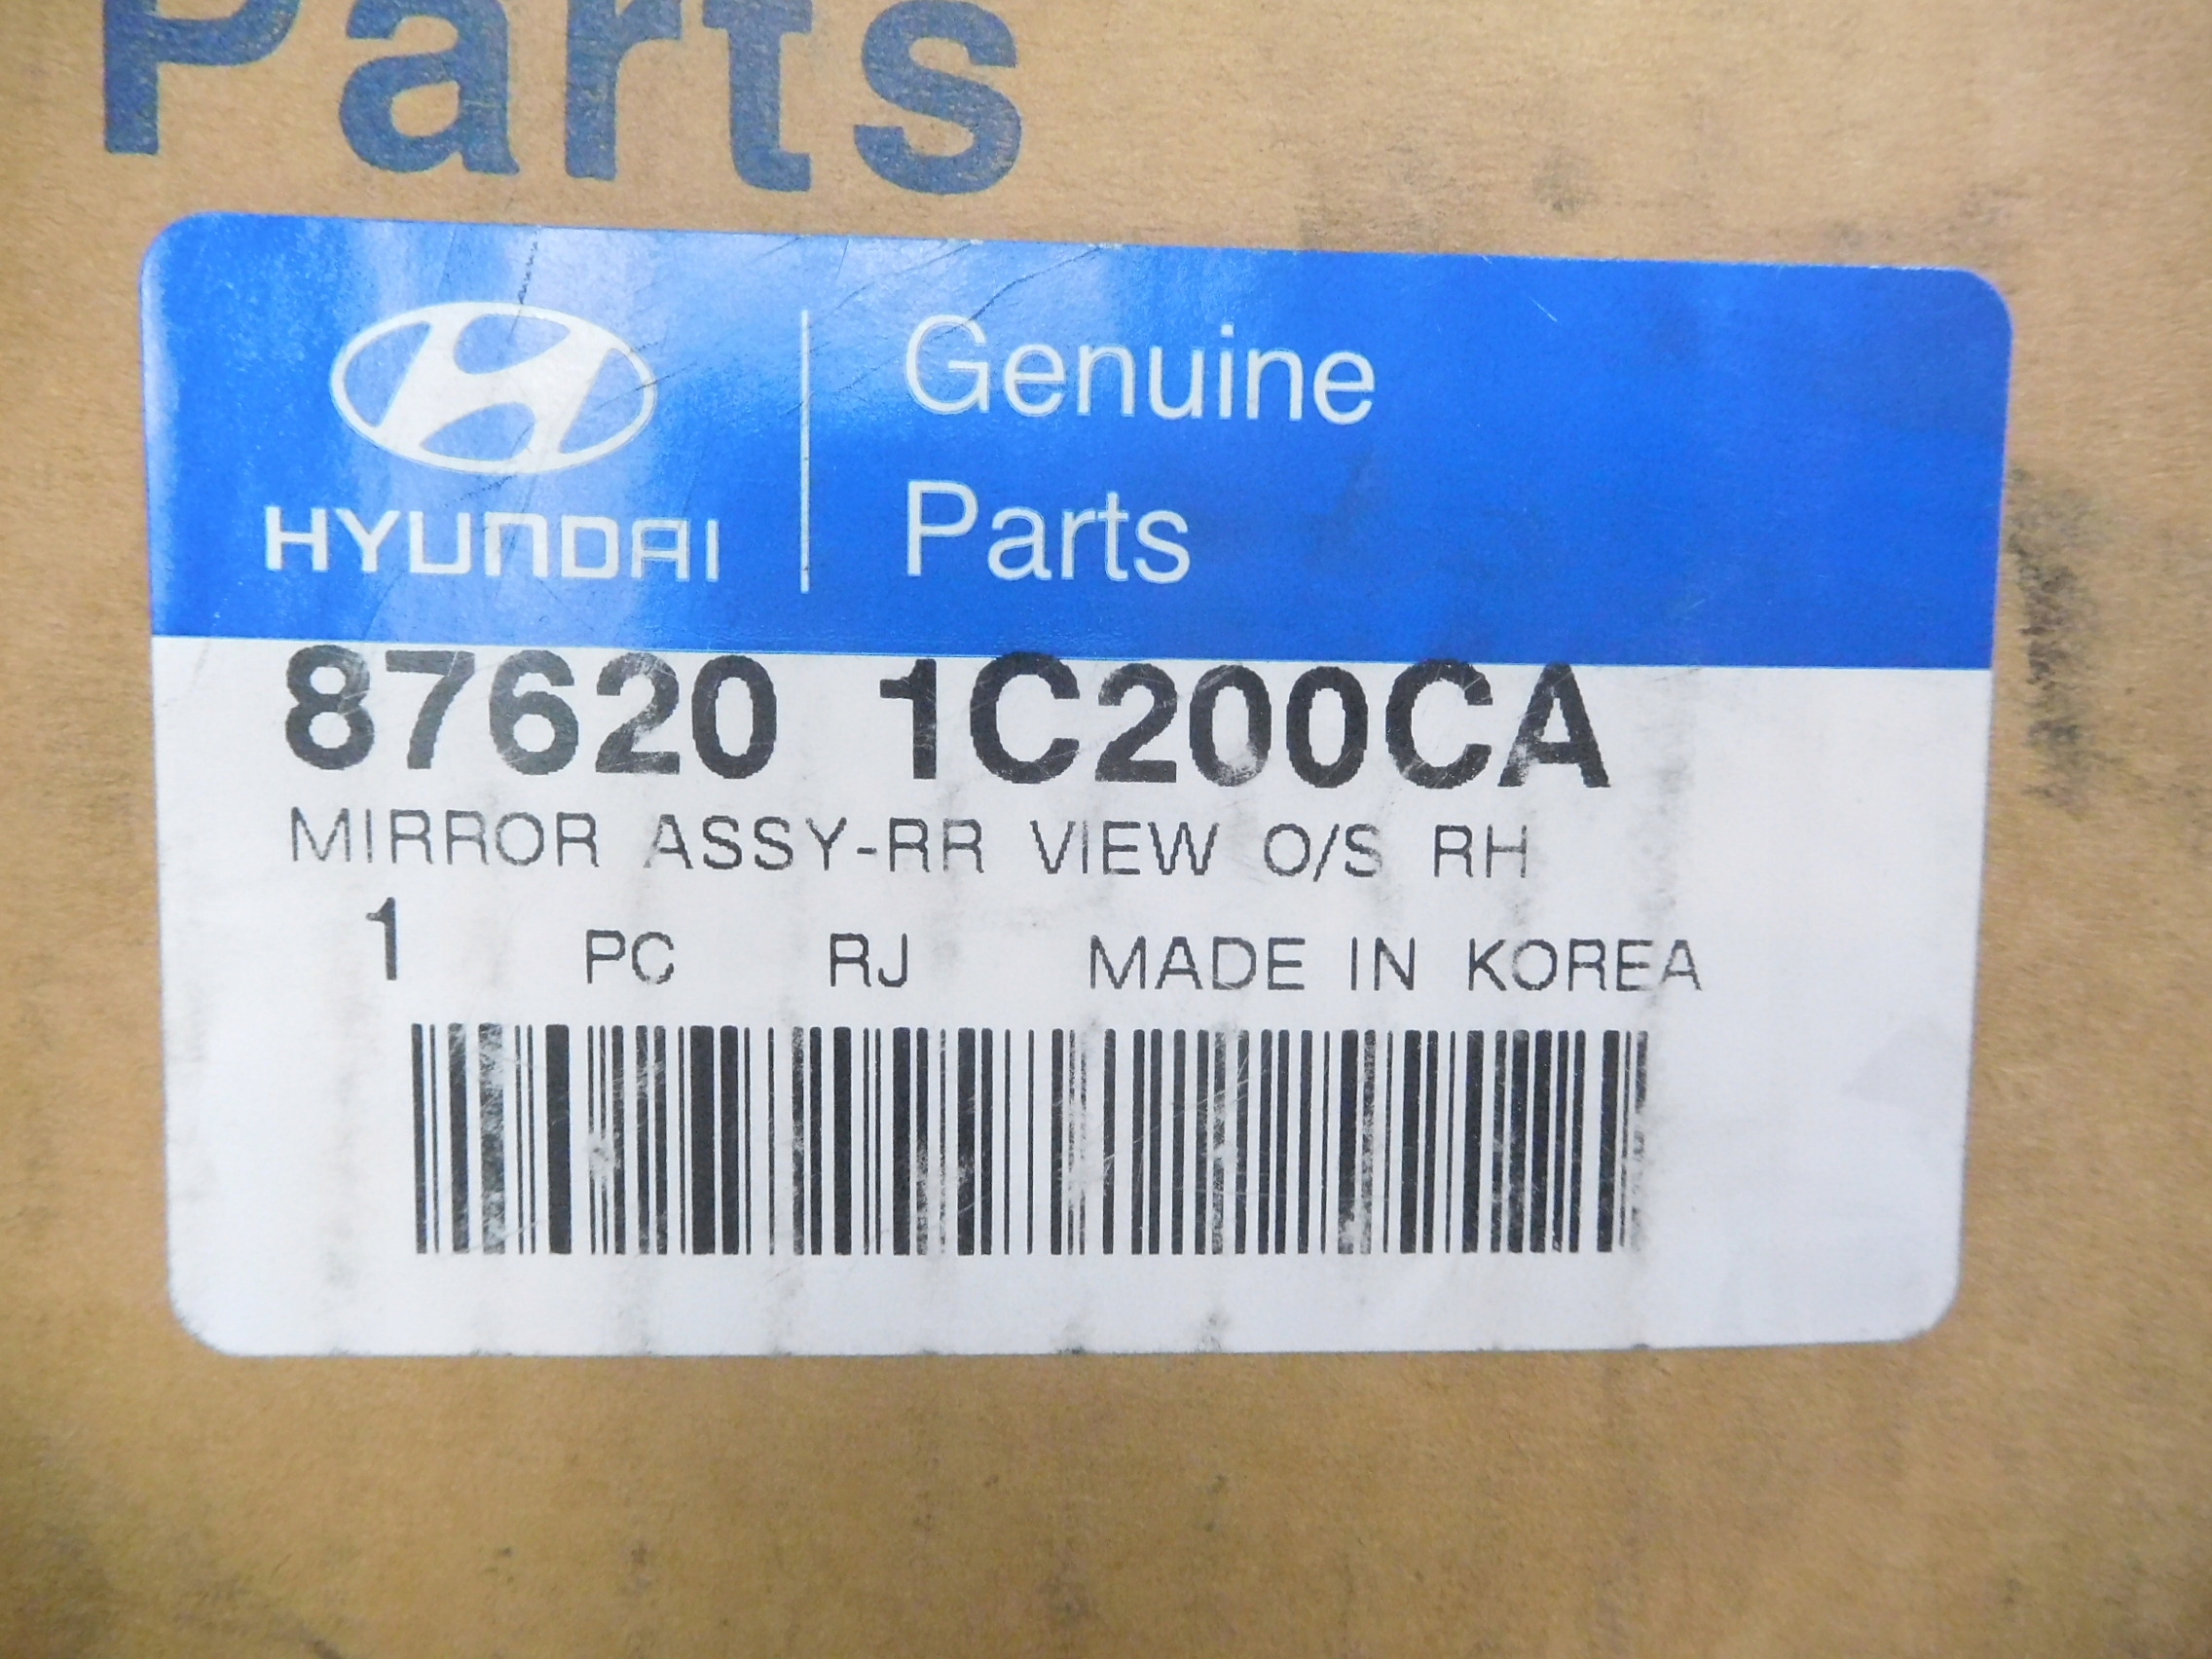 Parts
HYUNDAI
Genuine
Parts
87620 1C200CA
MIRROR ASSY-RR VIEW O/S RH
1 PC RJ MADE IN KOREA